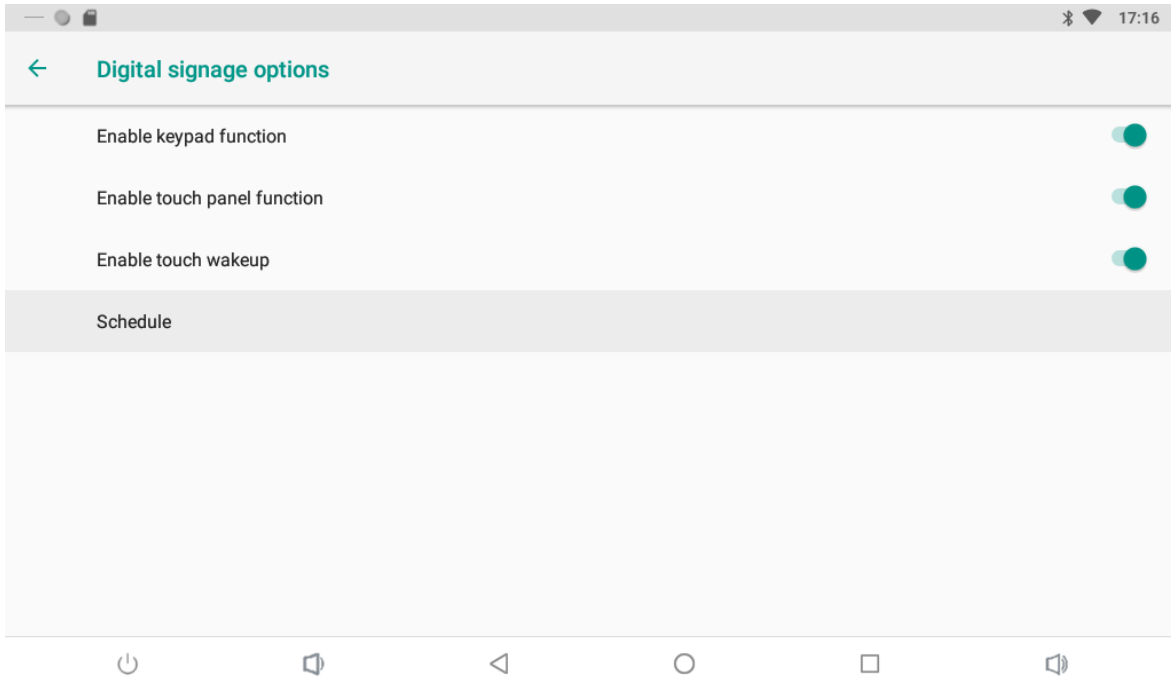 17:16
Digital signage options
Enable keypad function
Enable touch panel function
Enable touch wakeup
Schedule